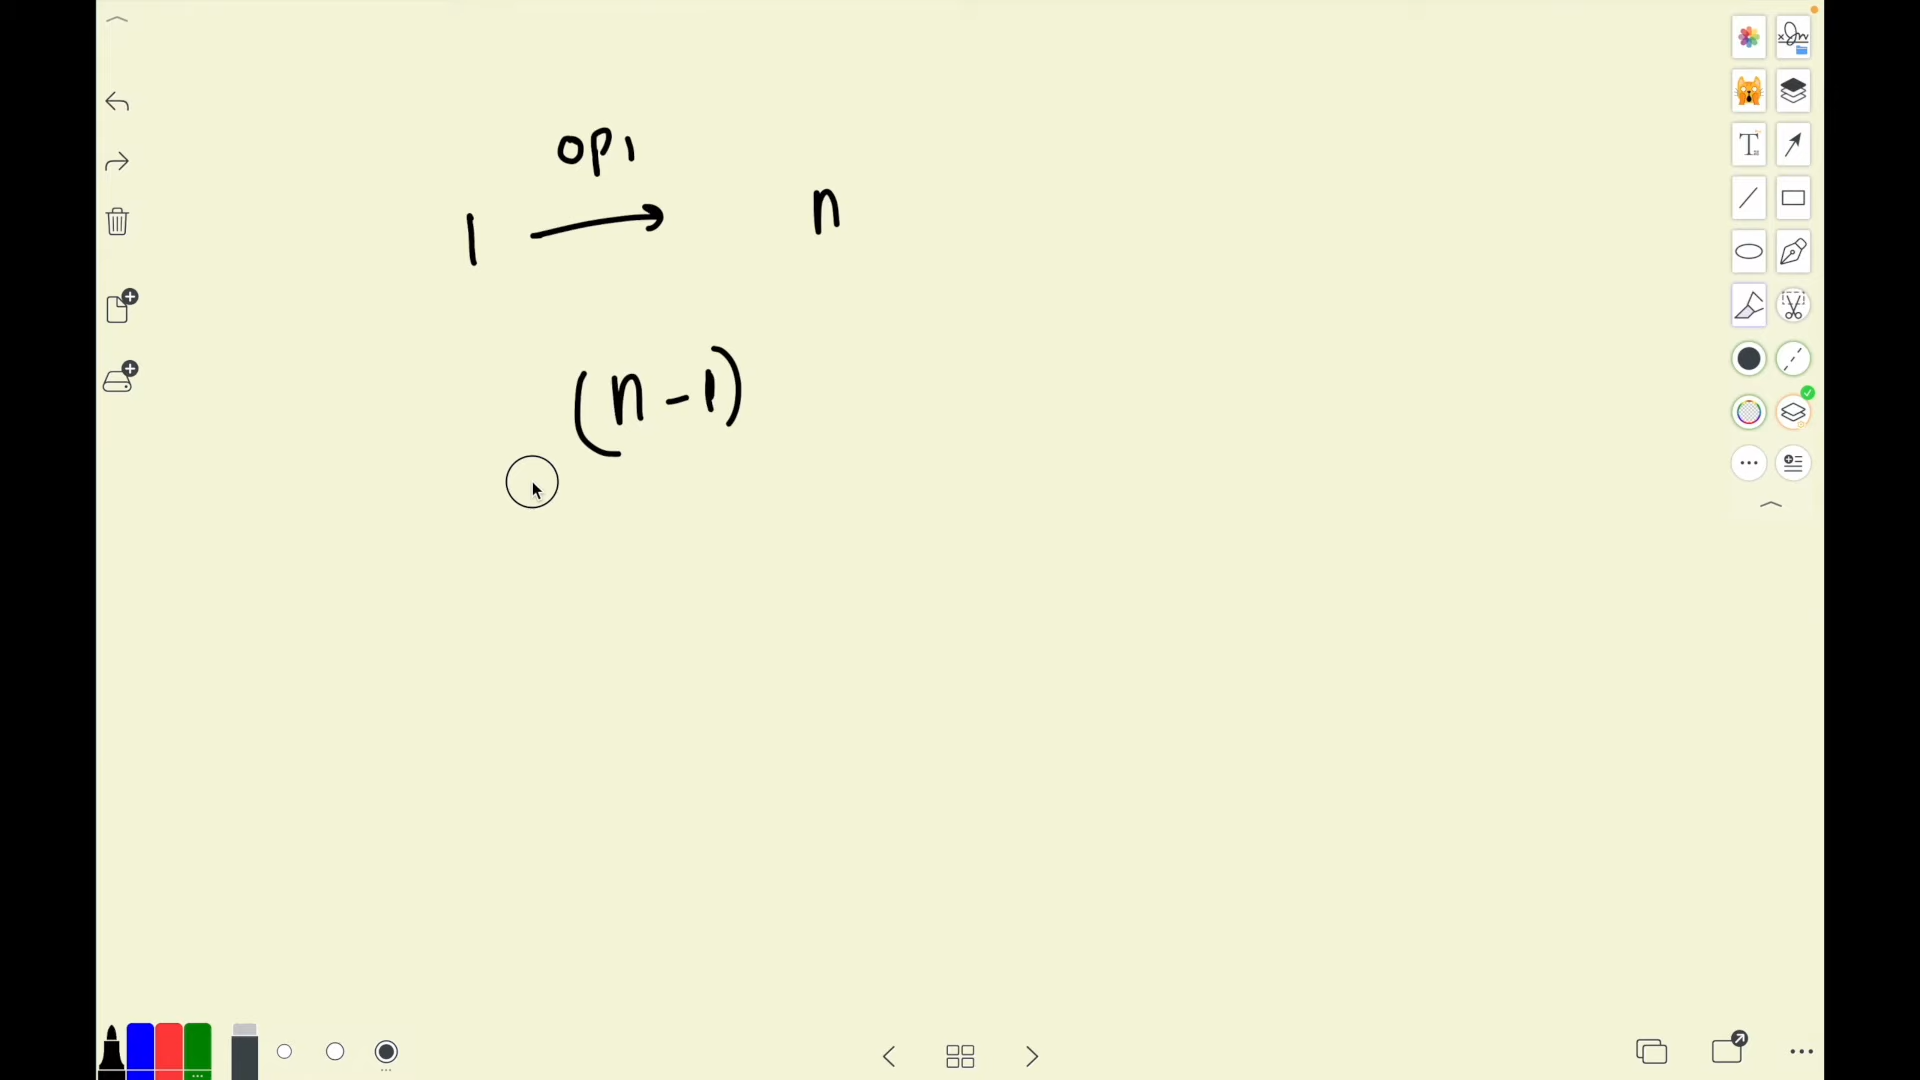 op1
1 → n
(n-1)